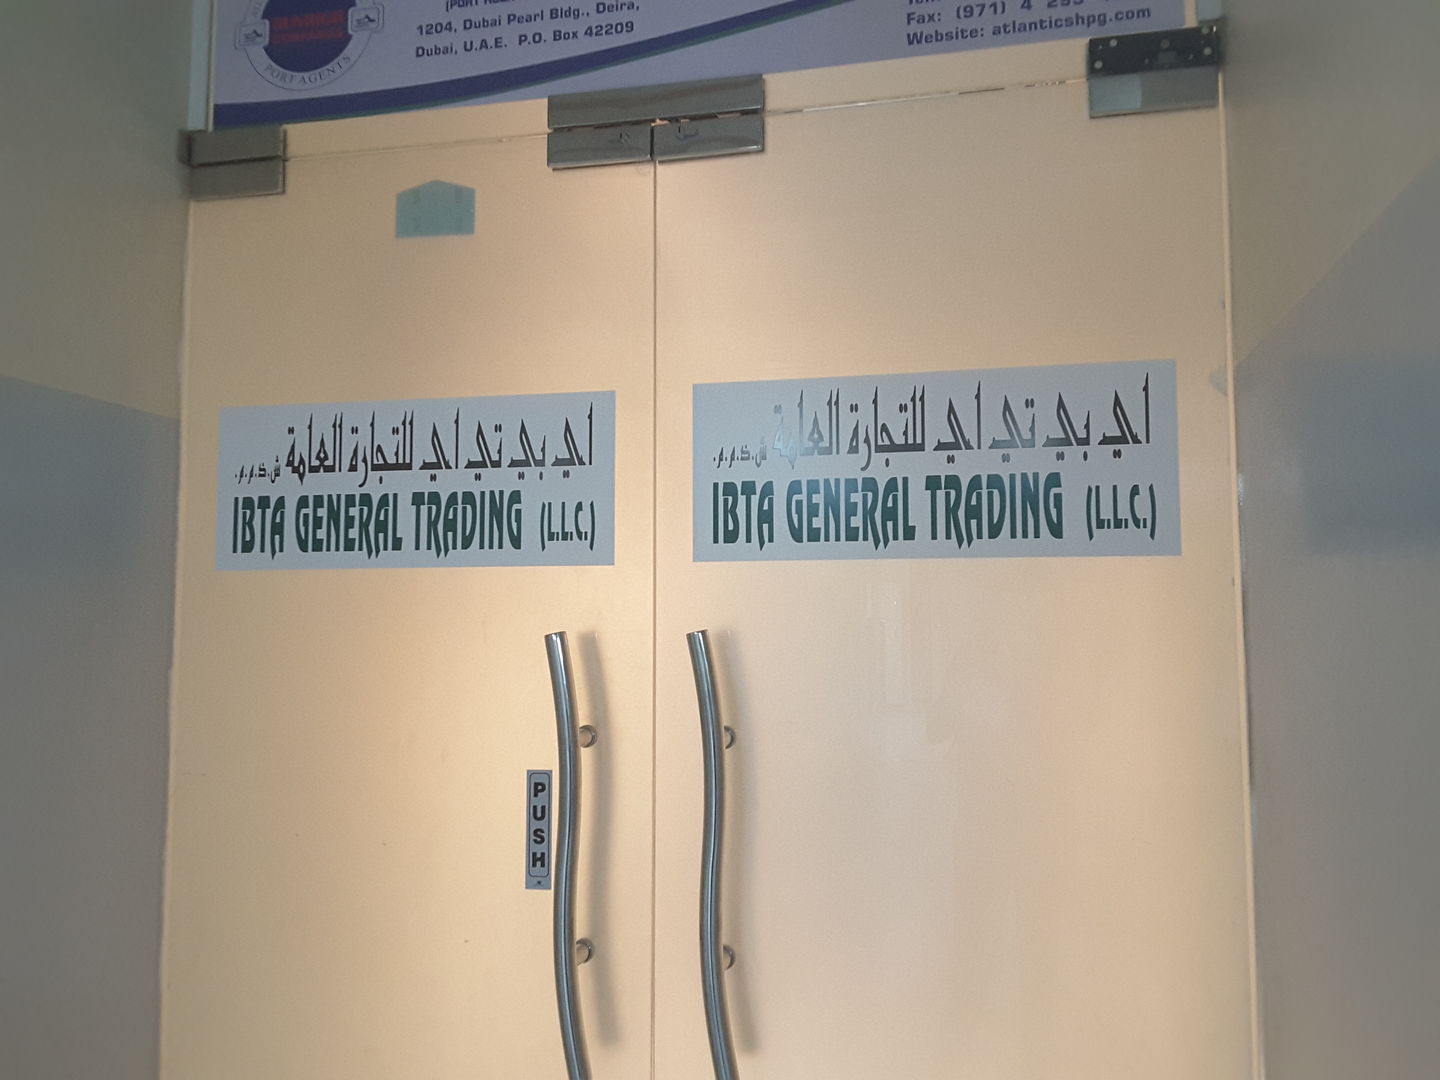 1204, Dubai Pearl Bldg., Deira,
Dubai, U.A.E. P.O. Box 42209
Fax: (971) 4
Website: atlanticshpg.com
PORT AGENTS
اي بي تي اي للتجارة العامة ش.ذ.م.م.
IBTA GENERAL TRADING (L.L.C.)
اي بي تي اي للتجارة العامة ش.ذ.م.م.
IBTA GENERAL TRADING (L.L.C.)
PUSH